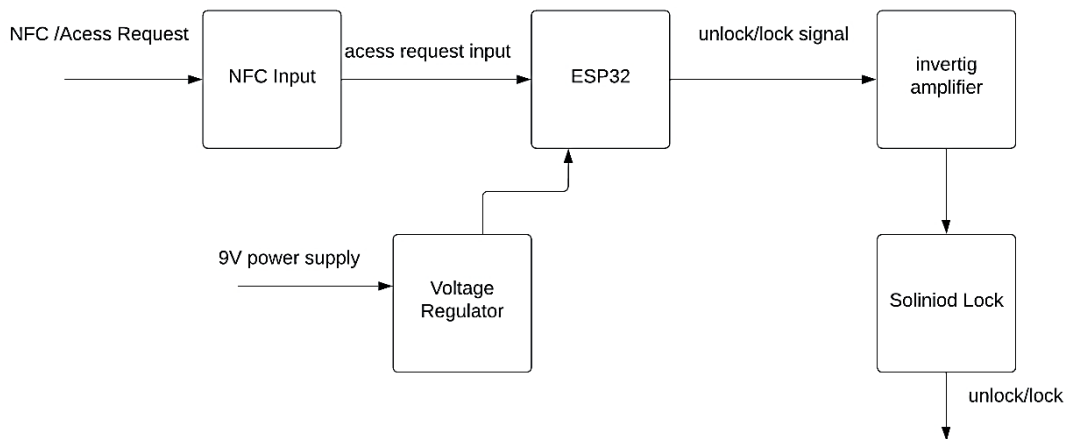 NFC /Acess Request
NFC Input
acess request input
ESP32
unlock/lock signal
invertig
amplifier
9V power supply
Voltage
Regulator
Soliniod Lock
unlock/lock